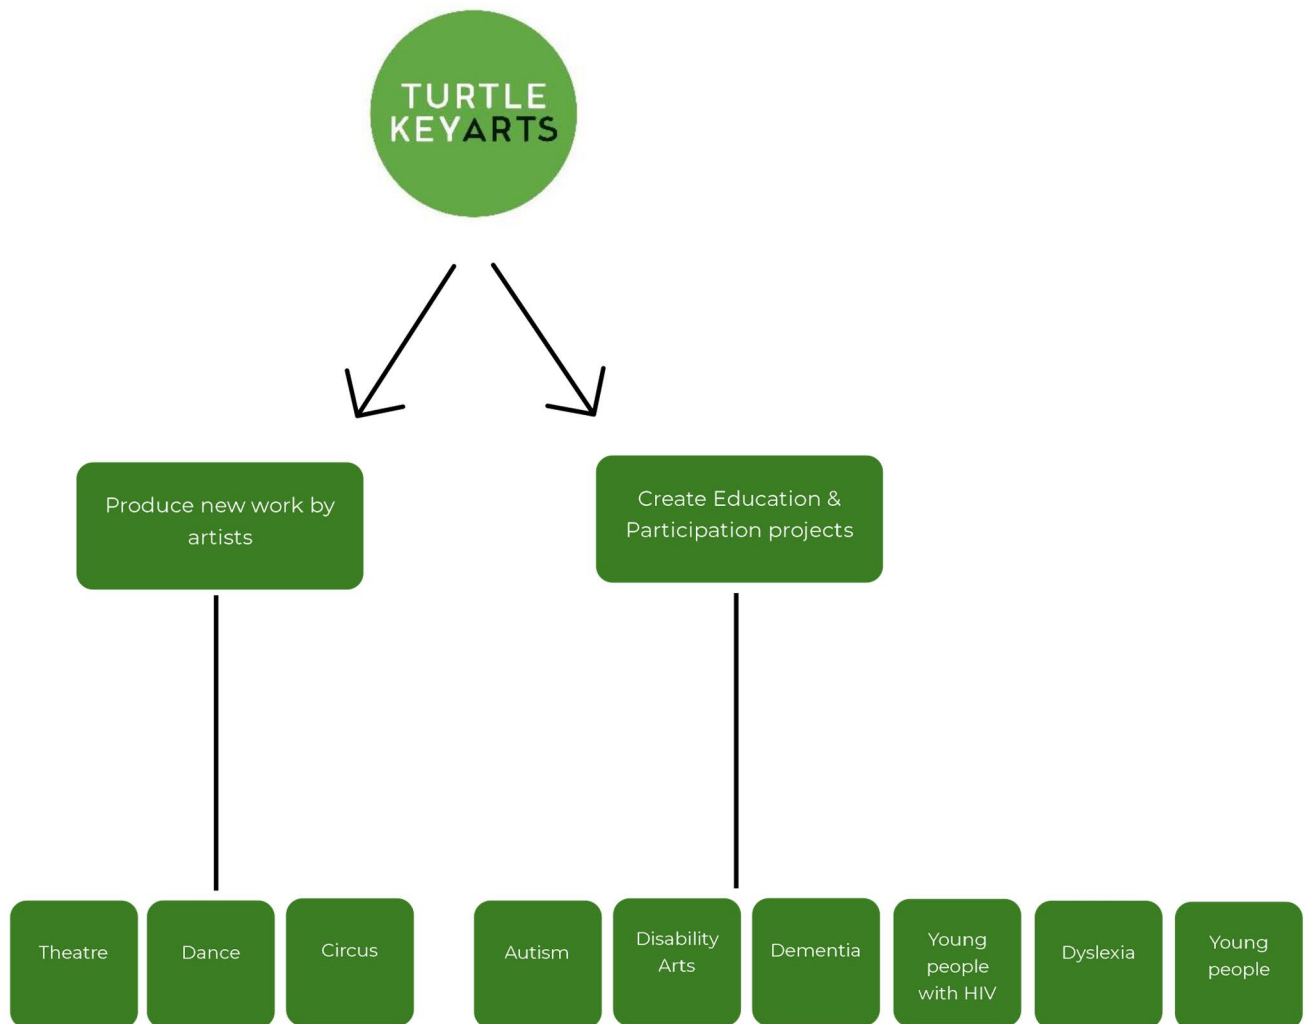 TURTLE
KEYARTS
Produce new work by
artists
Create Education &
Participation projects
Theatre
Dance
Circus
Autism
Disability
Arts
Dementia
Young
people
with HIV
Dyslexia
Young
people